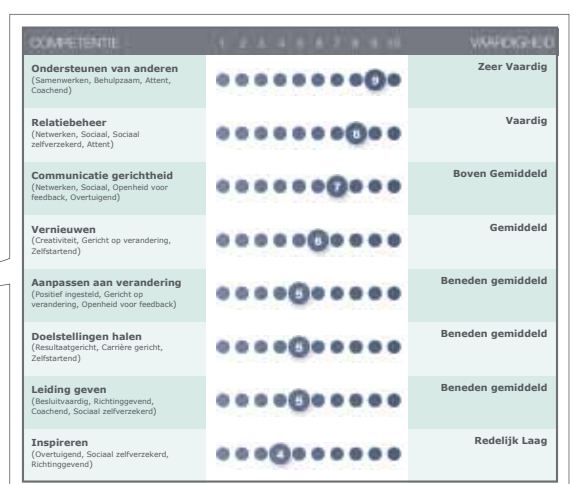 COMPETENTIE 1 2 3 4 5 6 7 8 9 10 VAARDIGHEID
Ondersteunen van anderen
(Samenwerken, Behulpzaam, Attent,
Coachend)
9
Zeer Vaardig
Relatiebeheer
(Netwerken, Sociaal, Sociaal
zelfverzekerd, Attent)
8
Vaardig
Communicatie gerichtheid
(Netwerken, Sociaal, Openheid voor
feedback, Overtuigend)
7
Boven Gemiddeld
Vernieuwen
(Creativiteit, Gericht op verandering,
Zelfstartend)
6
Gemiddeld
Aanpassen aan verandering
(Positief ingesteld, Gericht op
verandering, Openheid voor feedback)
5
Beneden gemiddeld
Doelstellingen halen
(Resultaatgericht, Carrière gericht,
Zelfstartend)
5
Beneden gemiddeld
Leiding geven
(Besluitvaardig, Richtinggevend,
Coachend, Sociaal zelfverzekerd)
5
Beneden gemiddeld
Inspireren
(Overtuigend, Sociaal zelfverzekerd,
Richtinggevend)
4
Redelijk Laag